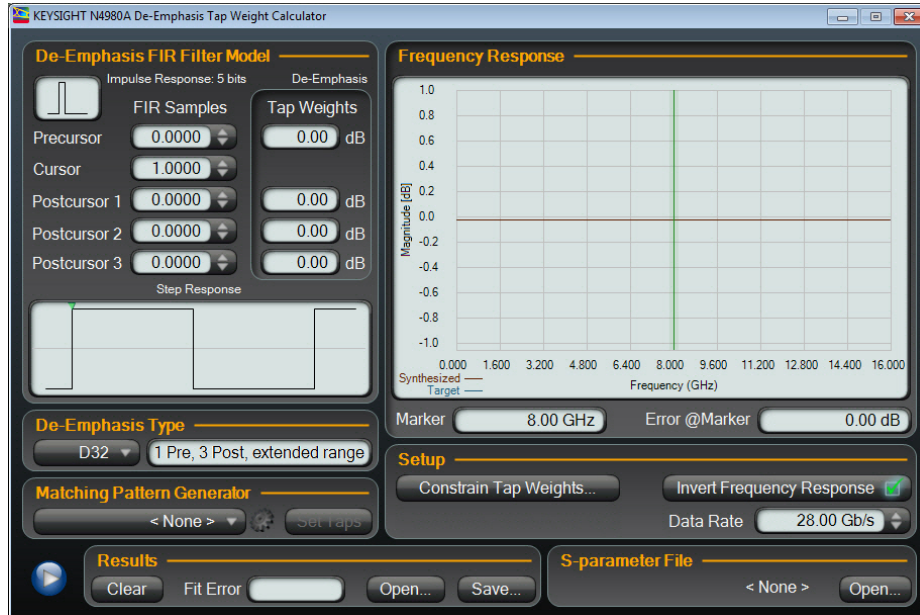 KEYSIGHT N4980A De-Emphasis Tap Weight Calculator
De-Emphasis FIR Filter Model
Impulse Response: 5 bits
De-Emphasis
FIR Samples
Tap Weights
Precursor 0.0000 0.00 dB
Cursor 1.0000
Postcursor 1 0.0000 0.00 dB
Postcursor 2 0.0000 0.00 dB
Postcursor 3 0.0000 0.00 dB
Step Response
De-Emphasis Type
D32 1 Pre, 3 Post, extended range
Matching Pattern Generator
< None > Set Taps
Frequency Response
Magnitude [dB]
1.0
0.8
0.6
0.4
0.2
0.0
-0.2
-0.4
-0.6
-0.8
-1.0
0.000 1.600 3.200 4.800 6.400 8.000 9.600 11.200 12.800 14.400 16.000
Synthesized
Target
Frequency (GHz)
Marker 8.00 GHz Error @Marker 0.00 dB
Setup
Constrain Tap Weights... Invert Frequency Response
Data Rate 28.00 Gb/s
Results
Clear Fit Error Open... Save...
S-parameter File
< None > Open...